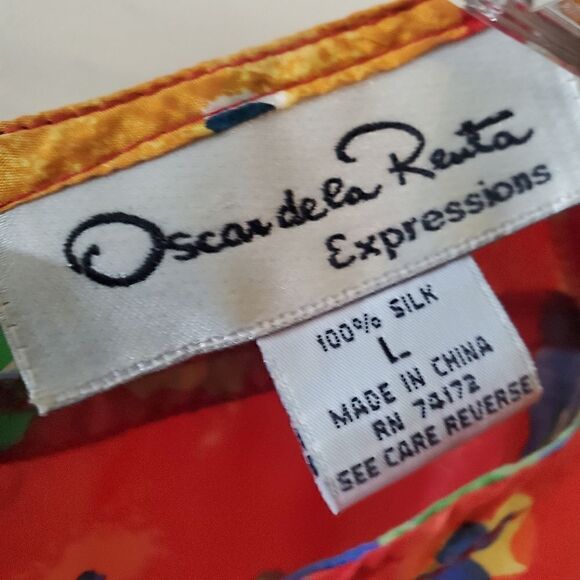 Oscar de la Renta
Expressions
100% SILK
L
MADE IN CHINA
RN 74172
SEE CARE REVERSE